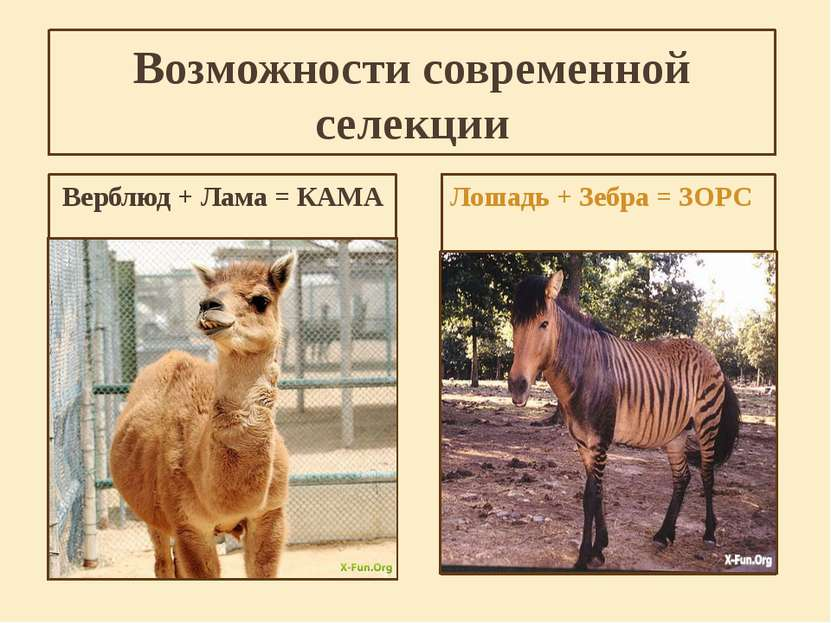 Возможности современной
селекции
Верблюд + Лама = КАМА
Лошадь + Зебра = ЗОРС
X-Fun.Org
X-Fun.Org